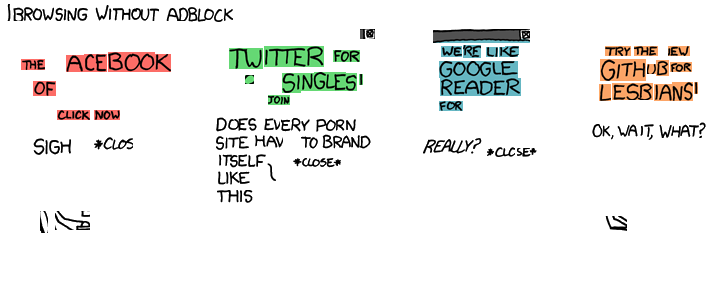 BROWSING WITHOUT ADBLOCK
THE ACEBOOK
OF
CLICK NOW
SIGH *CLOS
TWITTER FOR
SINGLES!
JOIN
DOES EVERY PORN
SITE HAV TO BRAND
ITSELF *CLOSE*
LIKE
THIS
WE'RE LIKE
GOOGLE
READER
FOR
REALLY? *CLOSE*
TRY THE EW
GITHUB FOR
LESBIANS!
OK, WAIT, WHAT?